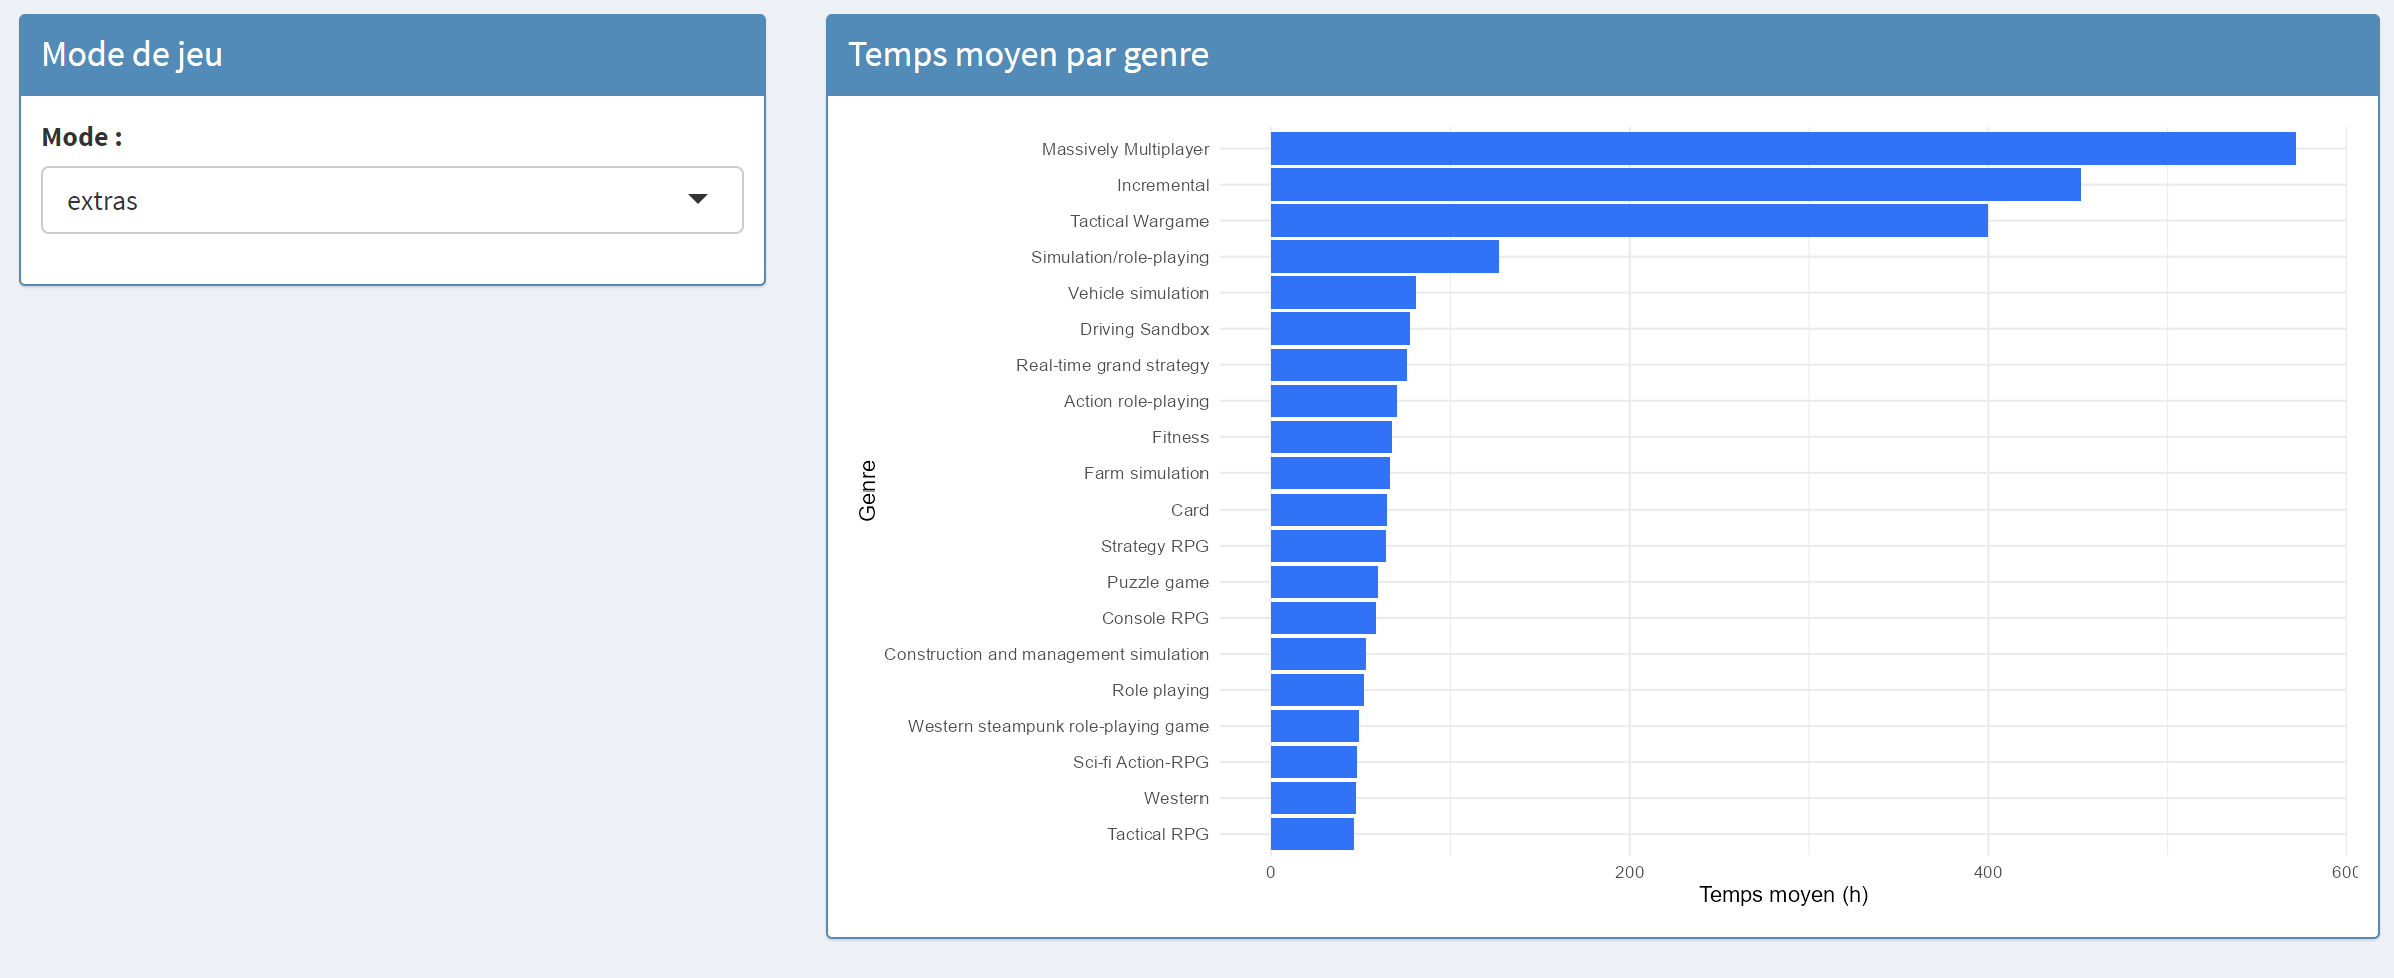 Mode de jeu
Mode :
extras
Temps moyen par genre
Genre
Massively Multiplayer
Incremental
Tactical Wargame
Simulation/role-playing
Vehicle simulation
Driving Sandbox
Real-time grand strategy
Action role-playing
Fitness
Farm simulation
Card
Strategy RPG
Puzzle game
Console RPG
Construction and management simulation
Role playing
Western steampunk role-playing game
Sci-fi Action-RPG
Western
Tactical RPG
0 200 400 600
Temps moyen (h)